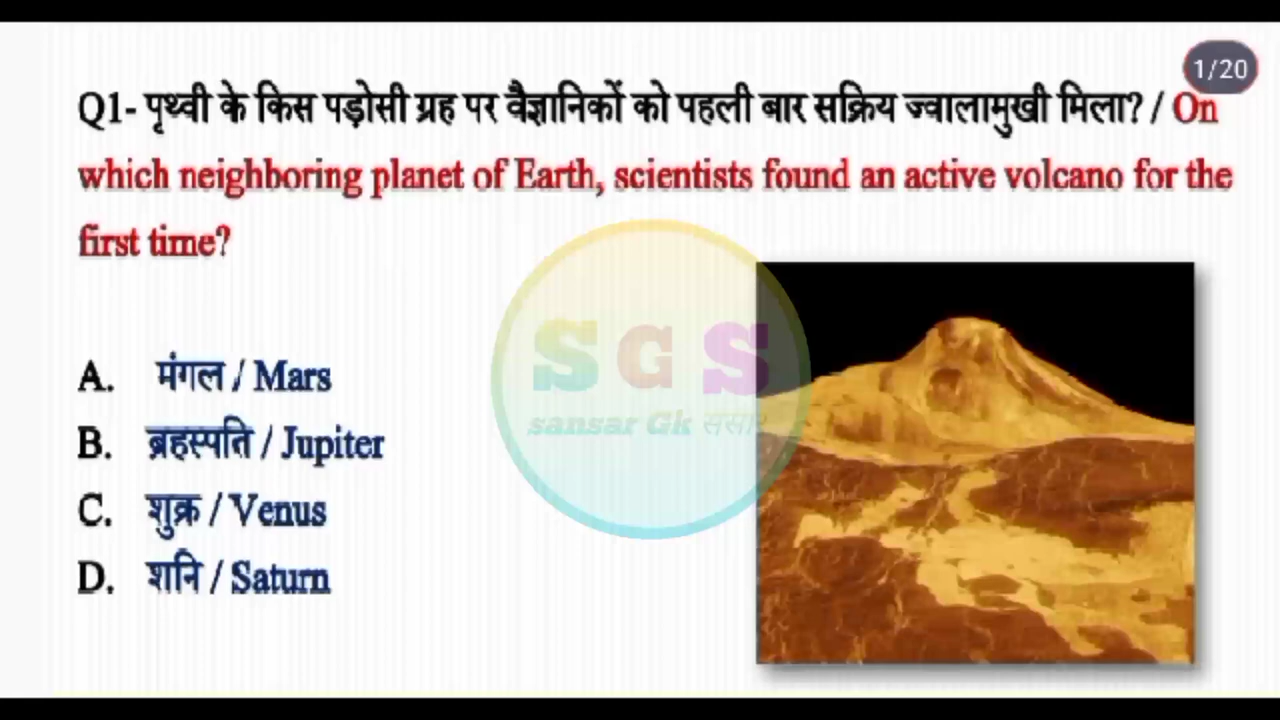 1/20
Q1- पृथ्वी के किस पड़ोसी ग्रह पर वैज्ञानिकों को पहली बार सक्रिय ज्वालामुखी मिला? / On
which neighboring planet of Earth, scientists found an active volcano for the
first time?
SGS
sansar Gk संसार
A. मंगल / Mars
B. ब्रहस्पति / Jupiter
C. शुक्र / Venus
D. शनि / Saturn